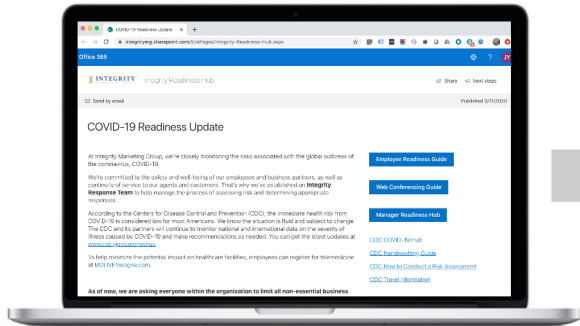 COVID-19 Readiness Update
integritymg.sharepoint.com/SitePages/Integrity-Readiness-Hub.aspx
Office 365
? JY
INTEGRITY Integrity Readiness Hub
Share Next steps
Send by email
Published 3/11/2020
COVID-19 Readiness Update
At Integrity Marketing Group, we're closely monitoring the risks associated with the global outbreak of
the coronavirus, COVID-19.
We're committed to the safety and well-being of our employees and business partners, as well as
continuity of service to our agents and customers. That's why we've established an Integrity
Response Team to help manage the process of assessing risk and determining appropriate
responses.
According to the Centers for Disease Control and Prevention (CDC), the immediate health risk from
COVID-19 is considered low for most Americans. We know the situation is fluid and subject to change.
The CDC and its partners will continue to monitor national and international data on the severity of
illness caused by COVID-19 and make recommendations as needed. You can get the latest updates at
www.cdc.gov/coronavirus.
To help minimize the potential impact on healthcare facilities, employees can register for telemedicine
at MDLIVEforcigna.com.
As of now, we are asking everyone within the organization to limit all non-essential business
Employee Readiness Guide
Web Conferencing Guide
Manager Readiness Hub
CDC COVID-19 Hub
CDC Handwashing Guide
CDC How to Conduct a Risk Assessment
CDC Travel Information